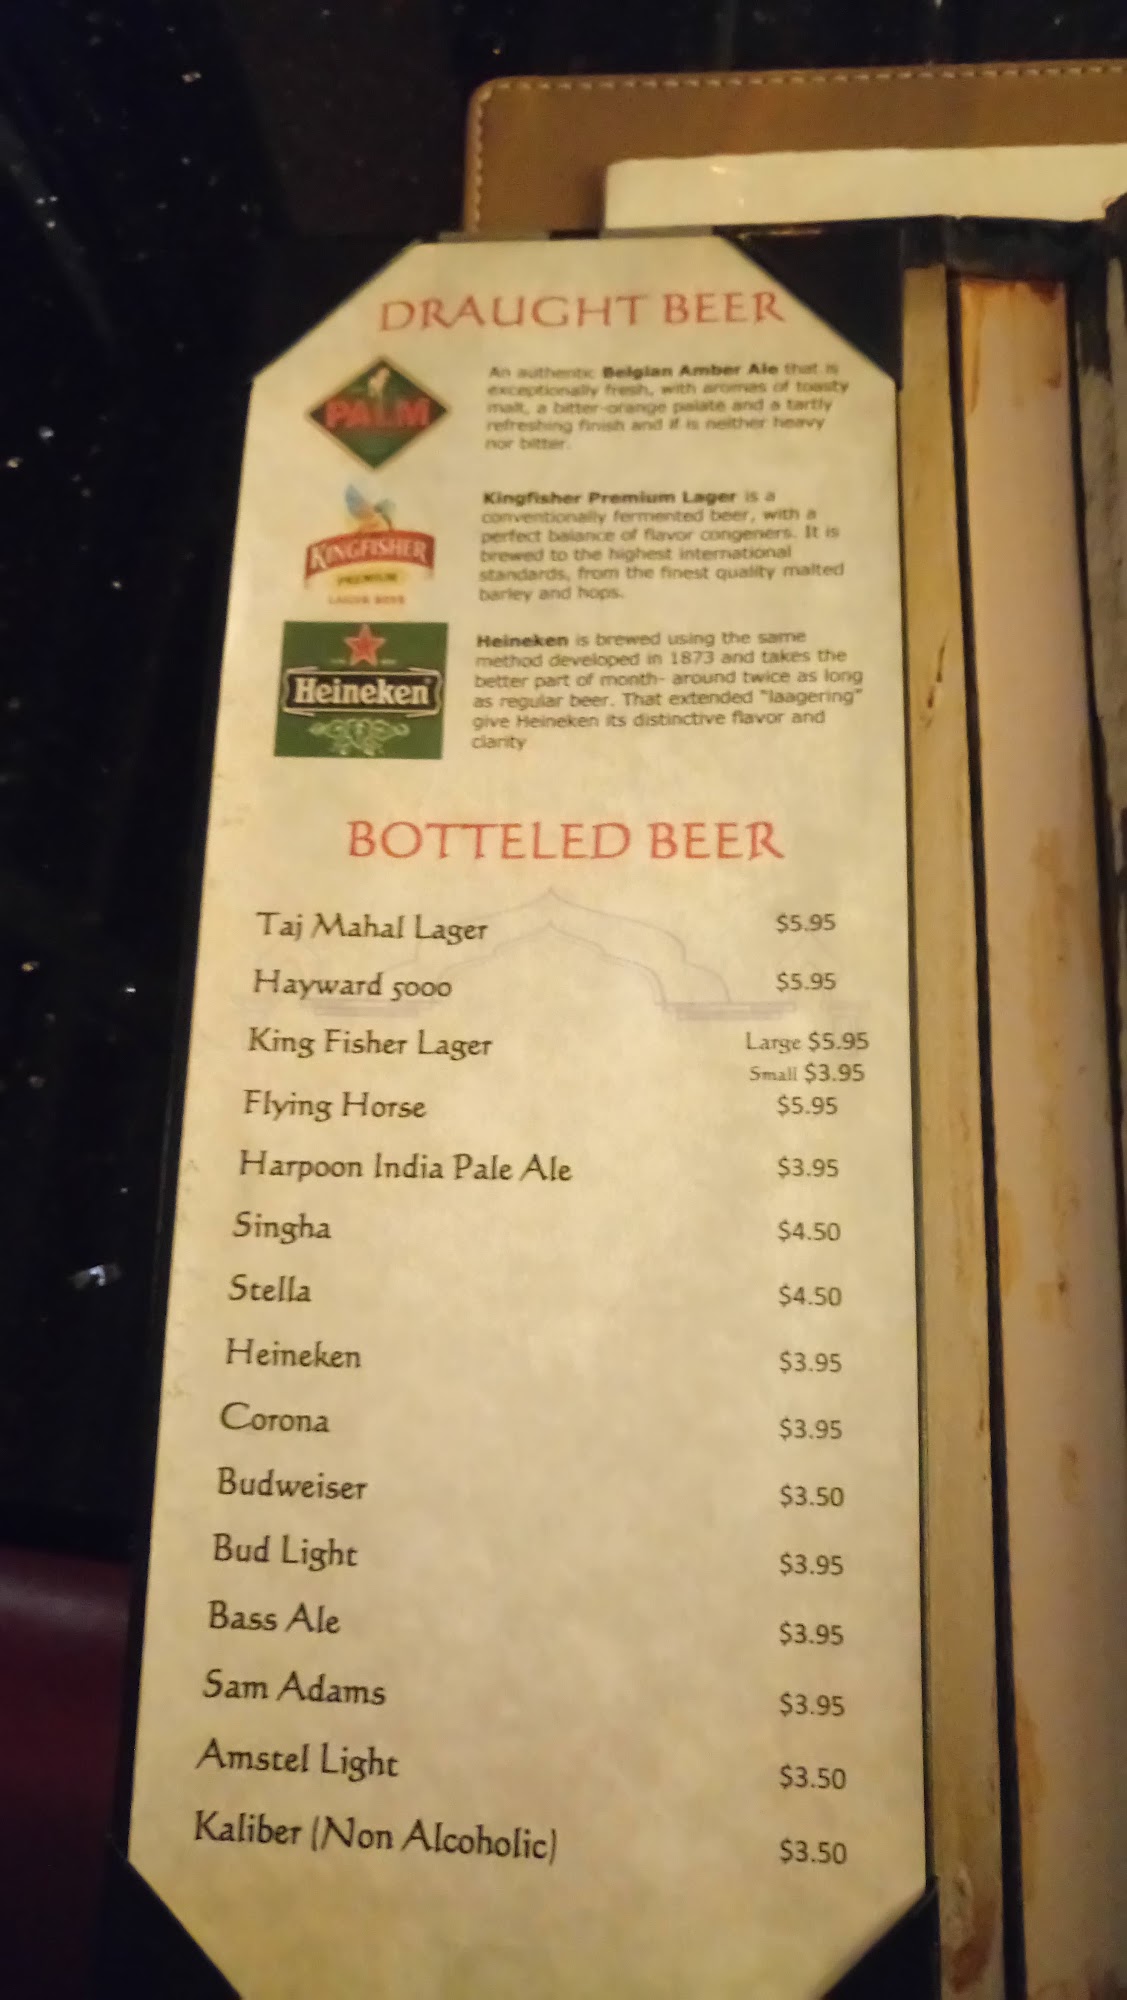 DRAUGHT BEER
PALM
An authentic Belgian Amber Ale that is
exceptionally fresh, with aromas of toasty
malt, a bitter-orange palate and a tartly
refreshing finish and if is neither heavy
nor bitter.
KINGFISHER
PREMIUM
LAGER BEER
Kingfisher Premium Lager is a
conventionally fermented beer, with a
perfect balance of flavor congeners. It is
brewed to the highest international
standards, from the finest quality malted
barley and hops.
Heineken
Heineken is brewed using the same
method developed in 1873 and takes the
better part of month- around twice as long
as regular beer. That extended "laagering"
give Heineken its distinctive flavor and
clarity
BOTTELED BEER
Taj Mahal Lager $5.95
Hayward 5000 $5.95
King Fisher Lager Large $5.95
Small $3.95
Flying Horse $5.95
Harpoon India Pale Ale $3.95
Singha $4.50
Stella $4.50
Heineken $3.95
Corona $3.95
Budweiser $3.50
Bud Light $3.95
Bass Ale $3.95
Sam Adams $3.95
Amstel Light $3.50
Kaliber (Non Alcoholic) $3.50